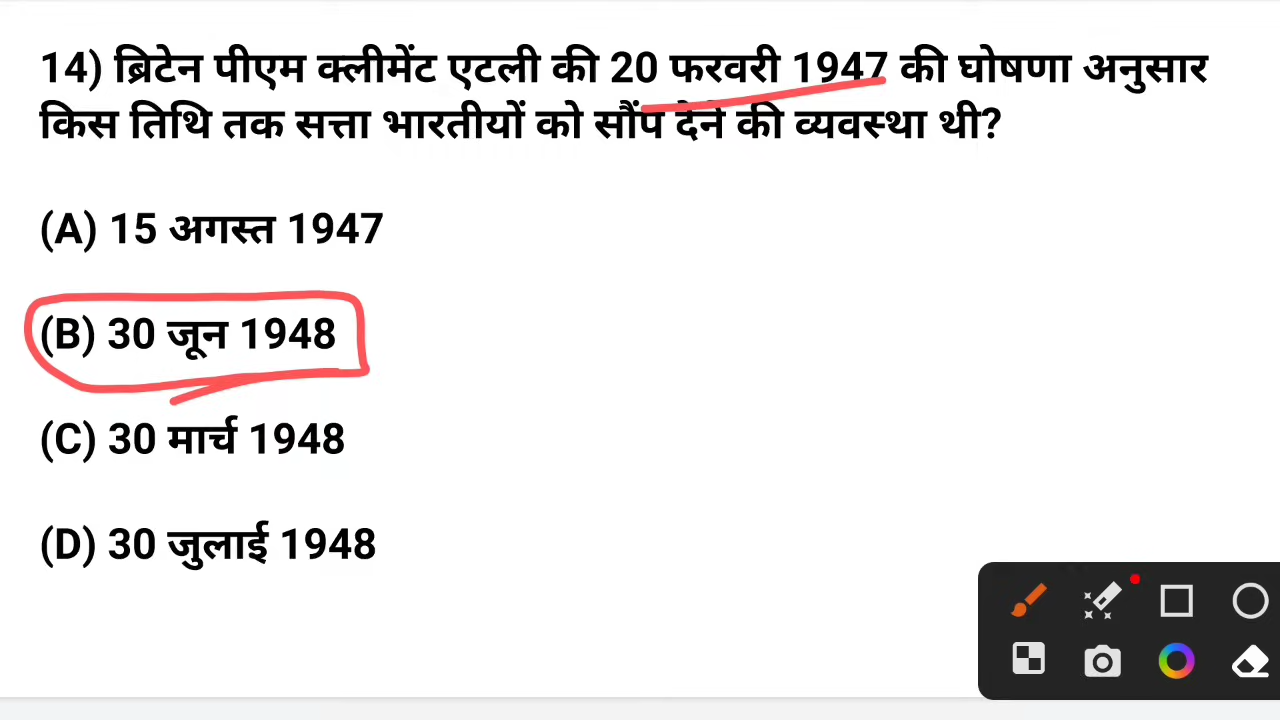 14) ब्रिटेन पीएम क्लीमेंट एटली की 20 फरवरी 1947 की घोषणा अनुसार
किस तिथि तक सत्ता भारतीयों को सौंप देने की व्यवस्था थी?
(A) 15 अगस्त 1947
(B) 30 जून 1948
(C) 30 मार्च 1948
(D) 30 जुलाई 1948